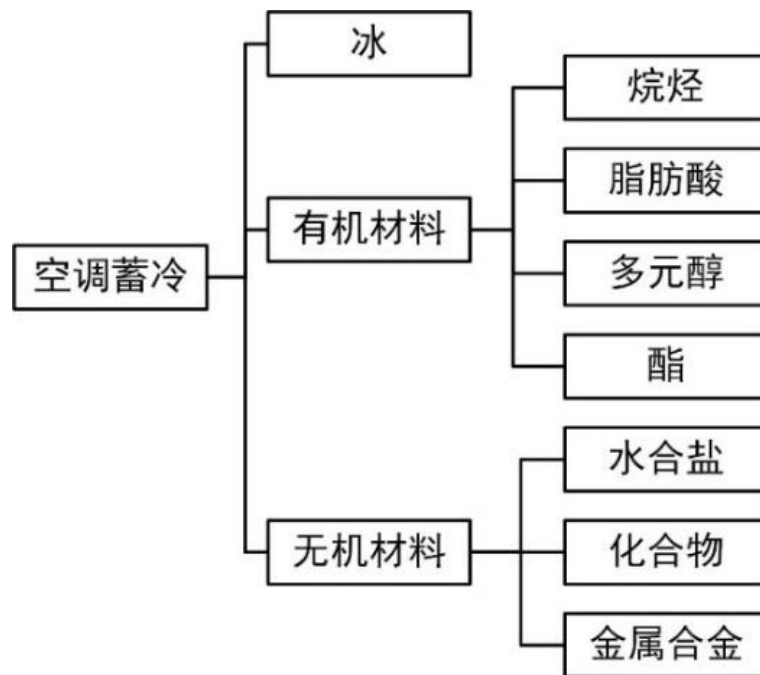 冰
烷烃
脂肪酸
有机材料
多元醇
空调蓄冷
酯
水合盐
无机材料
化合物
金属合金